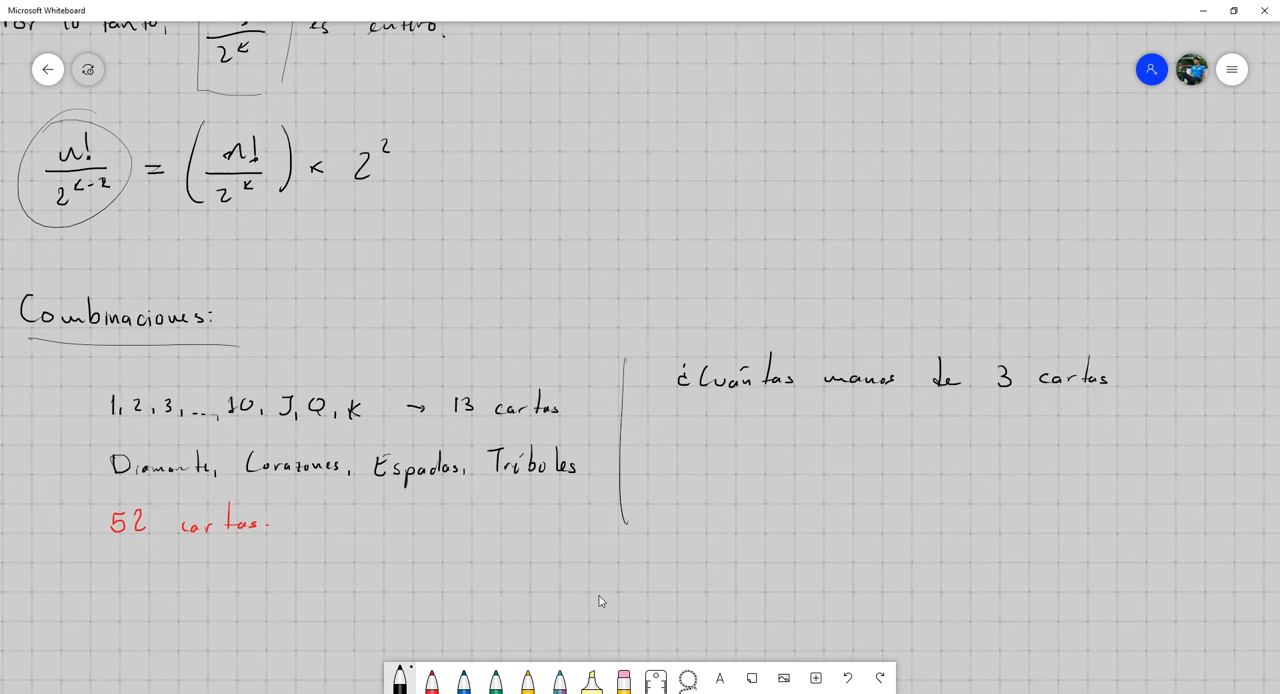 Microsoft Whiteboard
Por lo tanto, 2^k es entero.
n! / 2^(k-2) = ( n! / 2^k ) × 2^2
Combinaciones:
1, 2, 3, ..., 10, J, Q, K → 13 cartas
Diamante, Corazones, Espadas, Tréboles
52 cartas.
¿Cuántas manos de 3 cartas
A